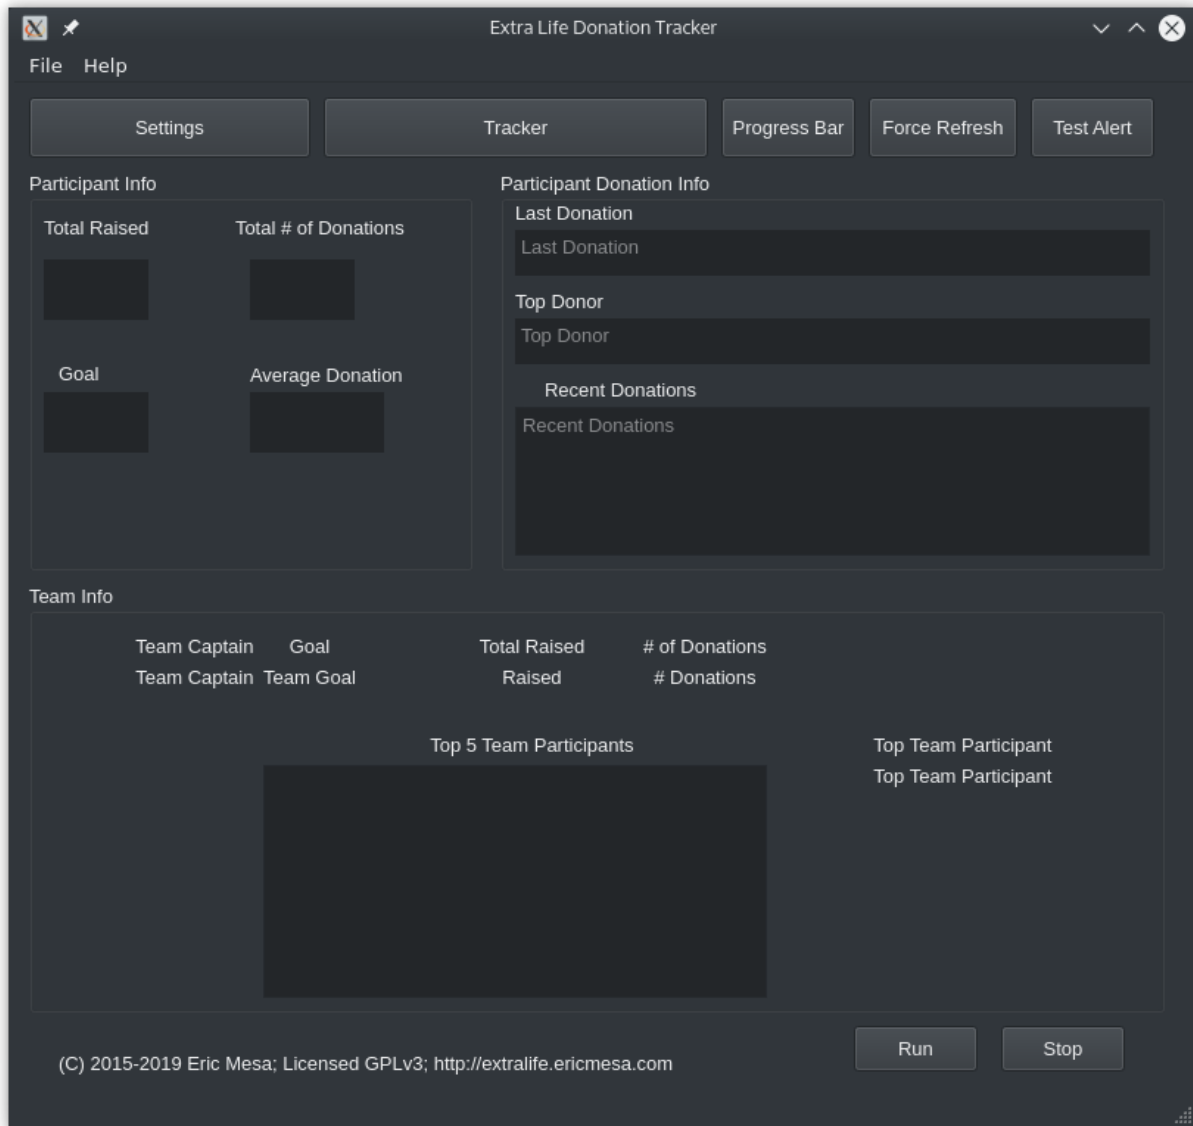 Extra Life Donation Tracker
File Help
Settings Tracker Progress Bar Force Refresh Test Alert
Participant Info
Total Raised Total # of Donations
Goal Average Donation
Participant Donation Info
Last Donation
Last Donation
Top Donor
Top Donor
Recent Donations
Recent Donations
Team Info
Team Captain Goal Total Raised # of Donations
Team Captain Team Goal Raised # Donations
Top 5 Team Participants Top Team Participant
Top Team Participant
Run Stop
(C) 2015-2019 Eric Mesa; Licensed GPLv3; http://extralife.ericmesa.com